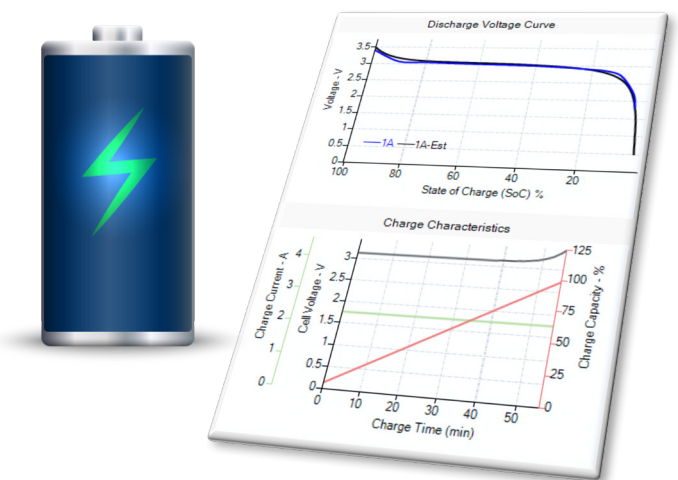 Discharge Voltage Curve
3.5
3
2.5
2
1.5
1
0.5
0
Voltage - V
1A 1A-Est
100 80 60 40 20
State of Charge (SoC) %
Charge Characteristics
4
3
2
1
0
Charge Current - A
3
2.5
2
1.5
1
0.5
0
Cell Voltage - V
125
100
75
50
25
0
Charge Capacity - %
0 10 20 30 40 50
Charge Time (min)